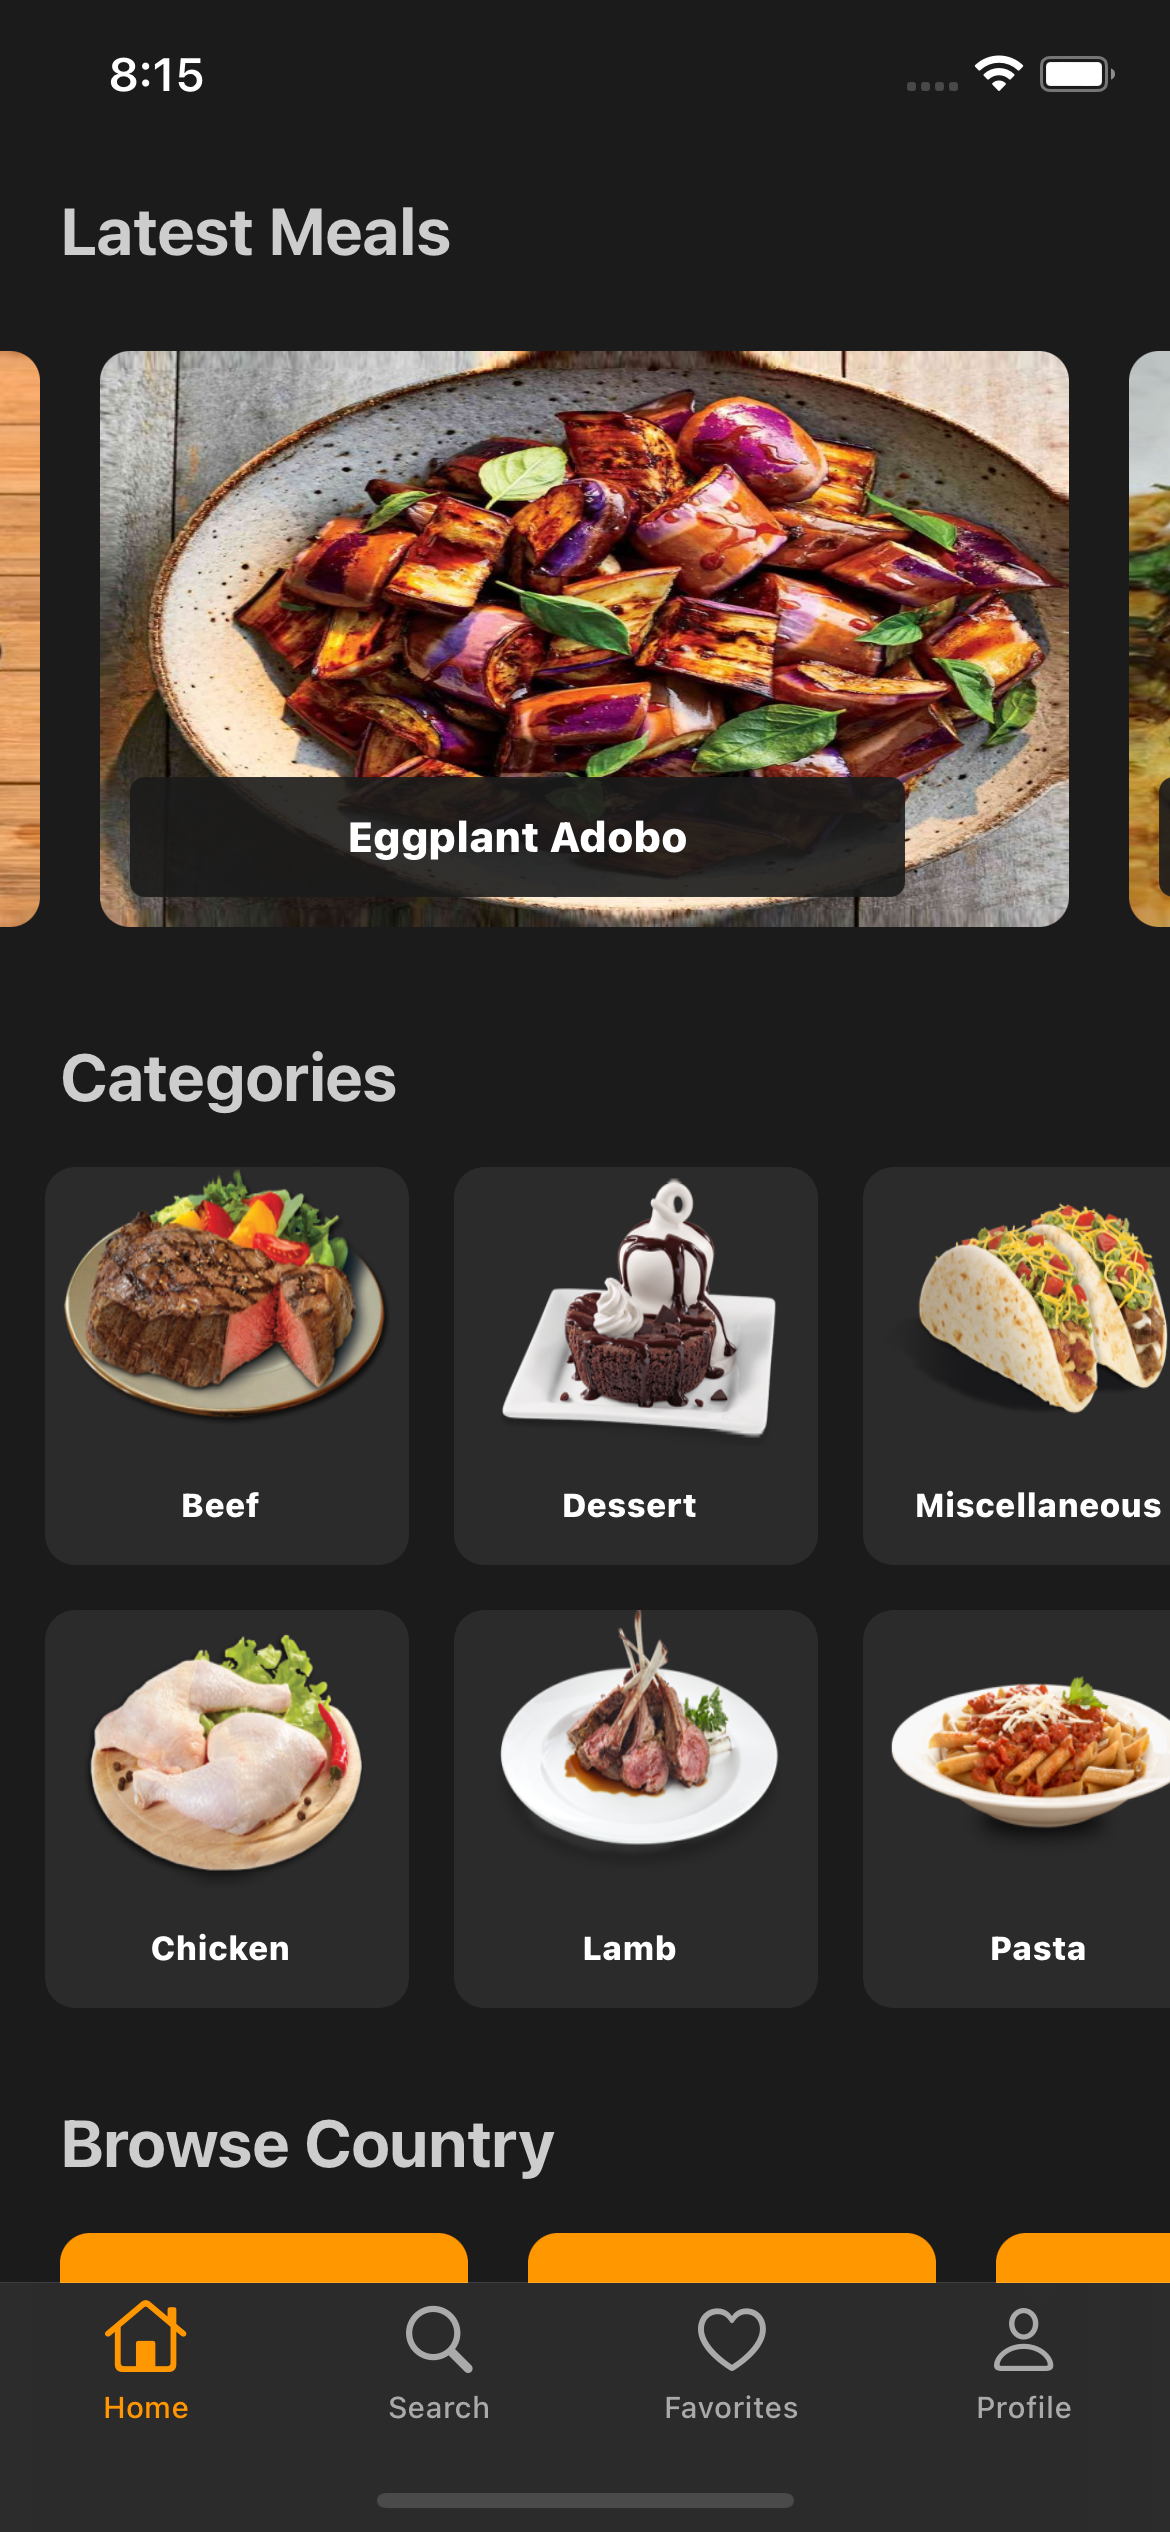 8:15
Latest Meals
Eggplant Adobo
Categories
Beef
Dessert
Miscellaneous
Chicken
Lamb
Pasta
Browse Country
Home
Search
Favorites
Profile